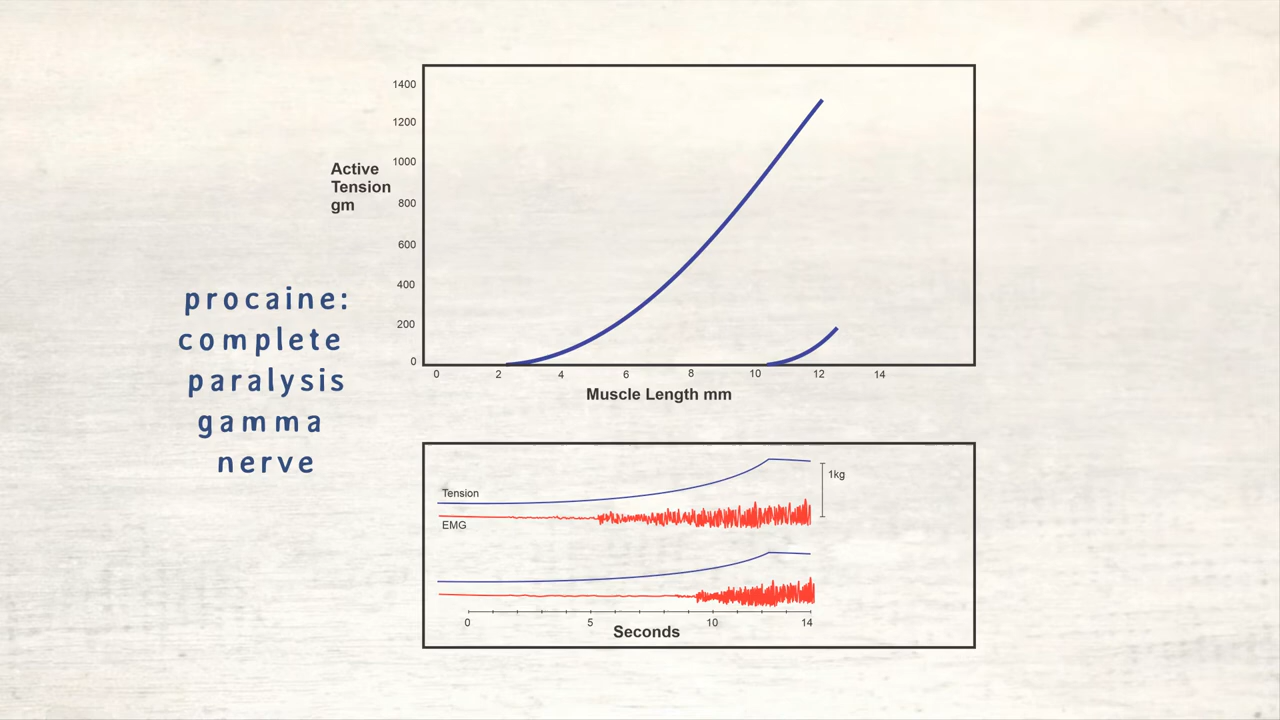 1400
1200
Active
Tension
gm
1000
800
600
400
200
0
0 2 4 6 8 10 12 14
Muscle Length mm
procaine:
complete
paralysis
gamma
nerve
Tension
EMG
1kg
0 5 10 14
Seconds